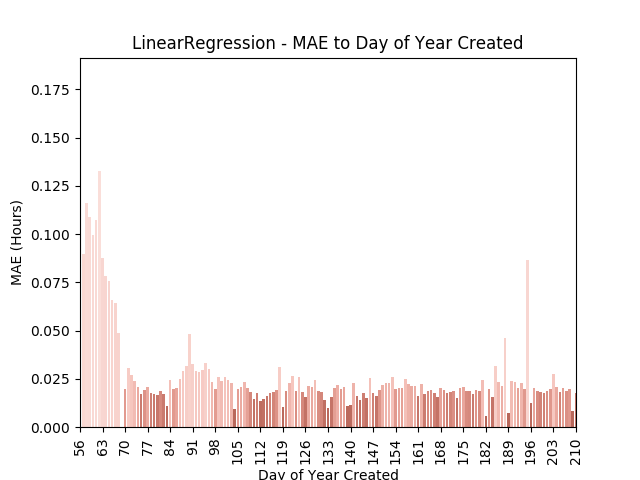 LinearRegression - MAE to Day of Year Created
MAE (Hours)
0.175
0.150
0.125
0.100
0.075
0.050
0.025
0.000
56 63 70 77 84 91 98 105 112 119 126 133 140 147 154 161 168 175 182 189 196 203 210
Day of Year Created